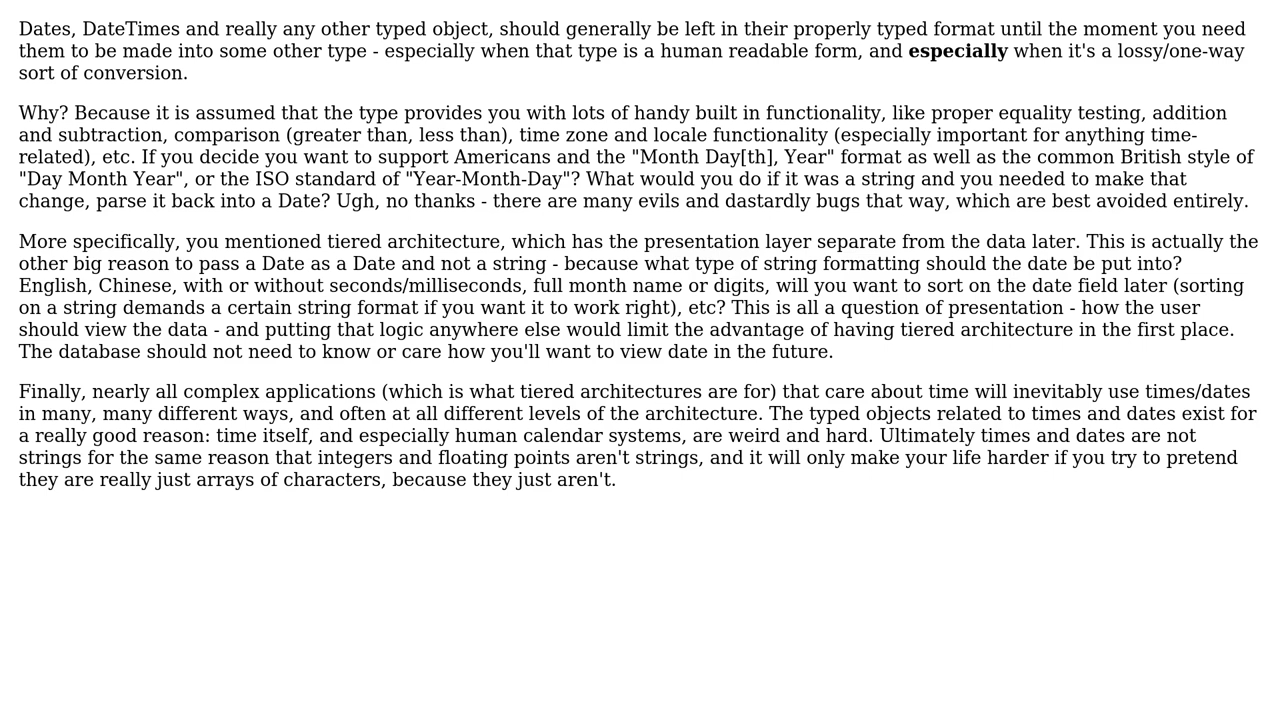 Dates, DateTimes and really any other typed object, should generally be left in their properly typed format until the moment you need
them to be made into some other type - especially when that type is a human readable form, and especially when it's a lossy/one-way
sort of conversion.
Why? Because it is assumed that the type provides you with lots of handy built in functionality, like proper equality testing, addition
and subtraction, comparison (greater than, less than), time zone and locale functionality (especially important for anything time-
related), etc. If you decide you want to support Americans and the "Month Day[th], Year" format as well as the common British style of
"Day Month Year", or the ISO standard of "Year-Month-Day"? What would you do if it was a string and you needed to make that
change, parse it back into a Date? Ugh, no thanks - there are many evils and dastardly bugs that way, which are best avoided entirely.
More specifically, you mentioned tiered architecture, which has the presentation layer separate from the data later. This is actually the
other big reason to pass a Date as a Date and not a string - because what type of string formatting should the date be put into?
English, Chinese, with or without seconds/milliseconds, full month name or digits, will you want to sort on the date field later (sorting
on a string demands a certain string format if you want it to work right), etc? This is all a question of presentation - how the user
should view the data - and putting that logic anywhere else would limit the advantage of having tiered architecture in the first place.
The database should not need to know or care how you'll want to view date in the future.
Finally, nearly all complex applications (which is what tiered architectures are for) that care about time will inevitably use times/dates
in many, many different ways, and often at all different levels of the architecture. The typed objects related to times and dates exist for
a really good reason: time itself, and especially human calendar systems, are weird and hard. Ultimately times and dates are not
strings for the same reason that integers and floating points aren't strings, and it will only make your life harder if you try to pretend
they are really just arrays of characters, because they just aren't.